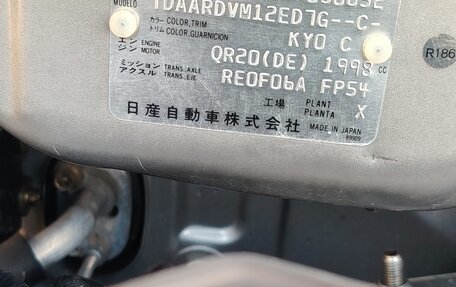 MODELO TDAARDVM12ED7G--C-
カラー COLOR, TRIM
トリム COLOR, GUARNICION KYO C
エンジン ENGINE MOTOR QR20(DE) 1998 cc
ミッション TRANS., AXLE
アクスル TRANS., EJE RE0F06A FP54
工場 PLANT PLANTA X
日産自動車株式会社 MADE IN JAPAN
89909
R186